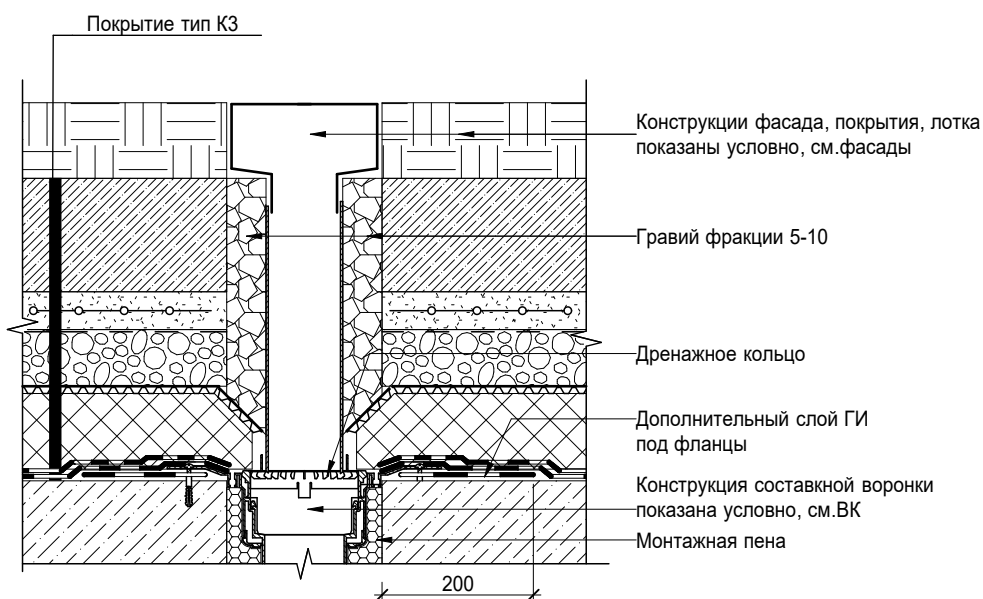 Покрытие тип К3
Конструкции фасада, покрытия, лотка
показаны условно, см.фасады
Гравий фракции 5-10
Дренажное кольцо
Дополнительный слой ГИ
под фланцы
Конструкция составкной воронки
показана условно, см.ВК
Монтажная пена
200